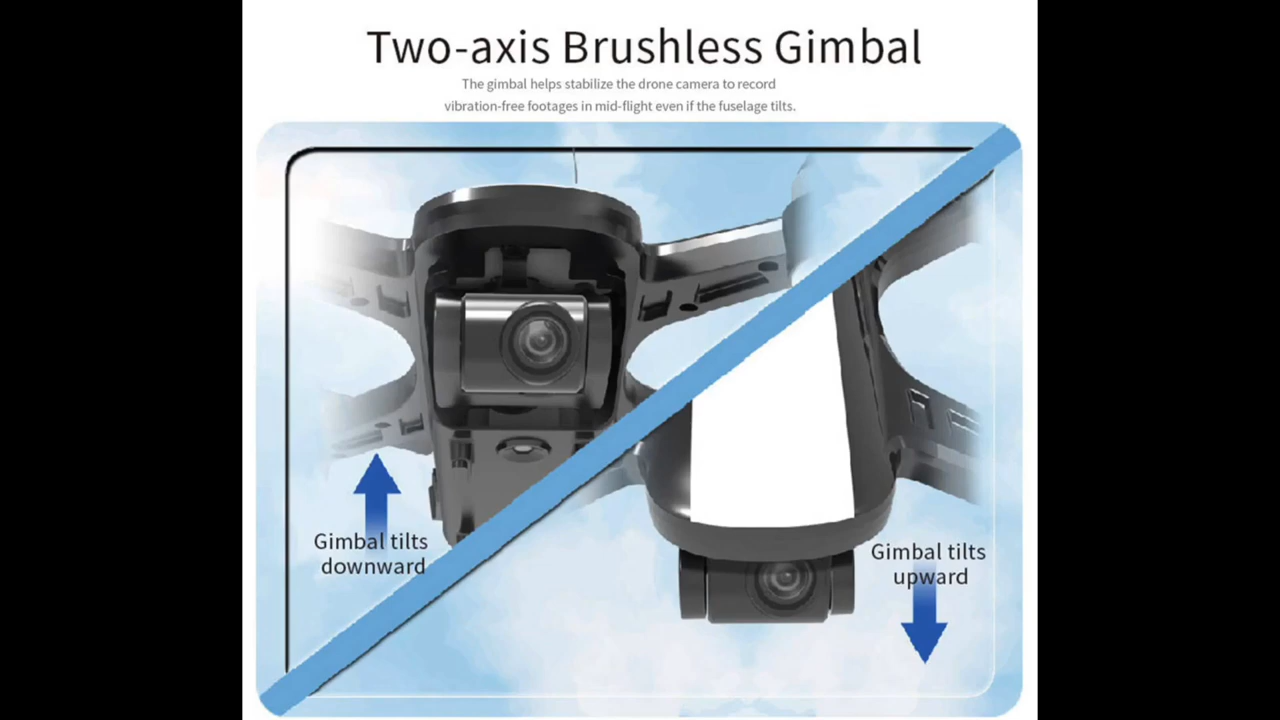 Two-axis Brushless Gimbal
The gimbal helps stabilize the drone camera to record
vibration-free footages in mid-flight even if the fuselage tilts.
Gimbal tilts
downward
Gimbal tilts
upward